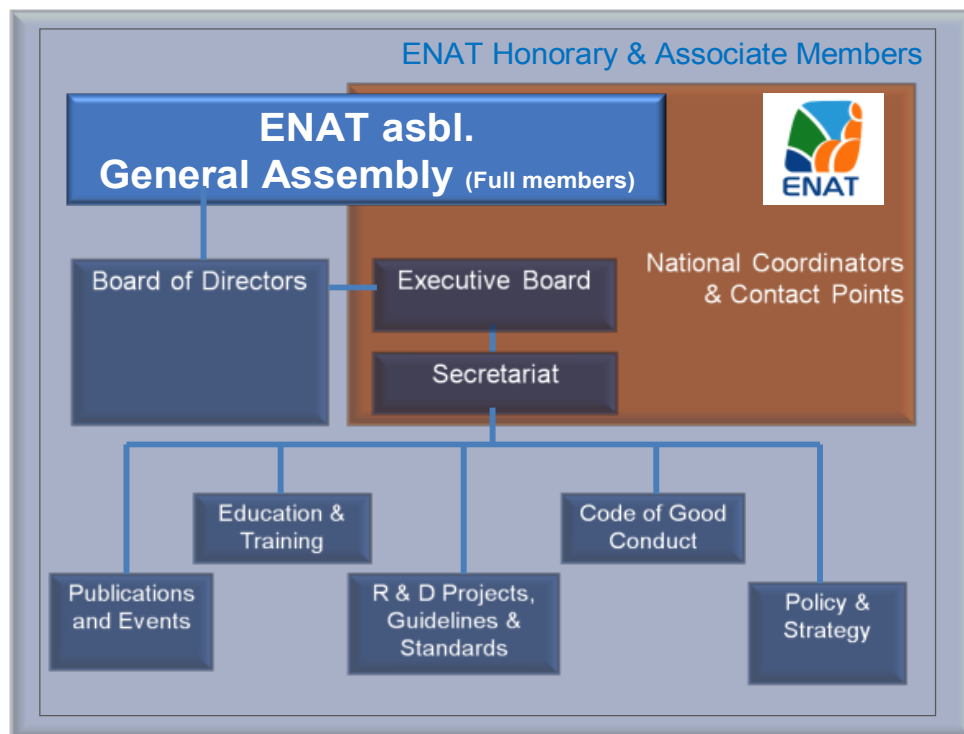 ENAT Honorary & Associate Members
ENAT asbl.
General Assembly (Full members)
ENAT
National Coordinators
& Contact Points
Board of Directors
Executive Board
Secretariat
Education &
Training
Code of Good
Conduct
Publications
and Events
R & D Projects,
Guidelines &
Standards
Policy &
Strategy